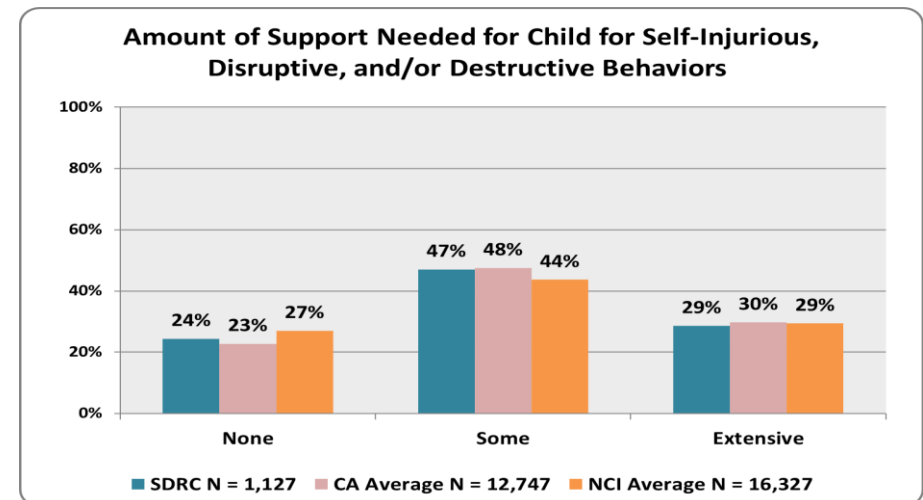 Amount of Support Needed for Child for Self-Injurious,
Disruptive, and/or Destructive Behaviors
100%
80%
60%
40%
20%
0%
24%
23%
27%
47%
48%
44%
29%
30%
29%
None
Some
Extensive
SDRC N = 1,127
CA Average N = 12,747
NCI Average N = 16,327